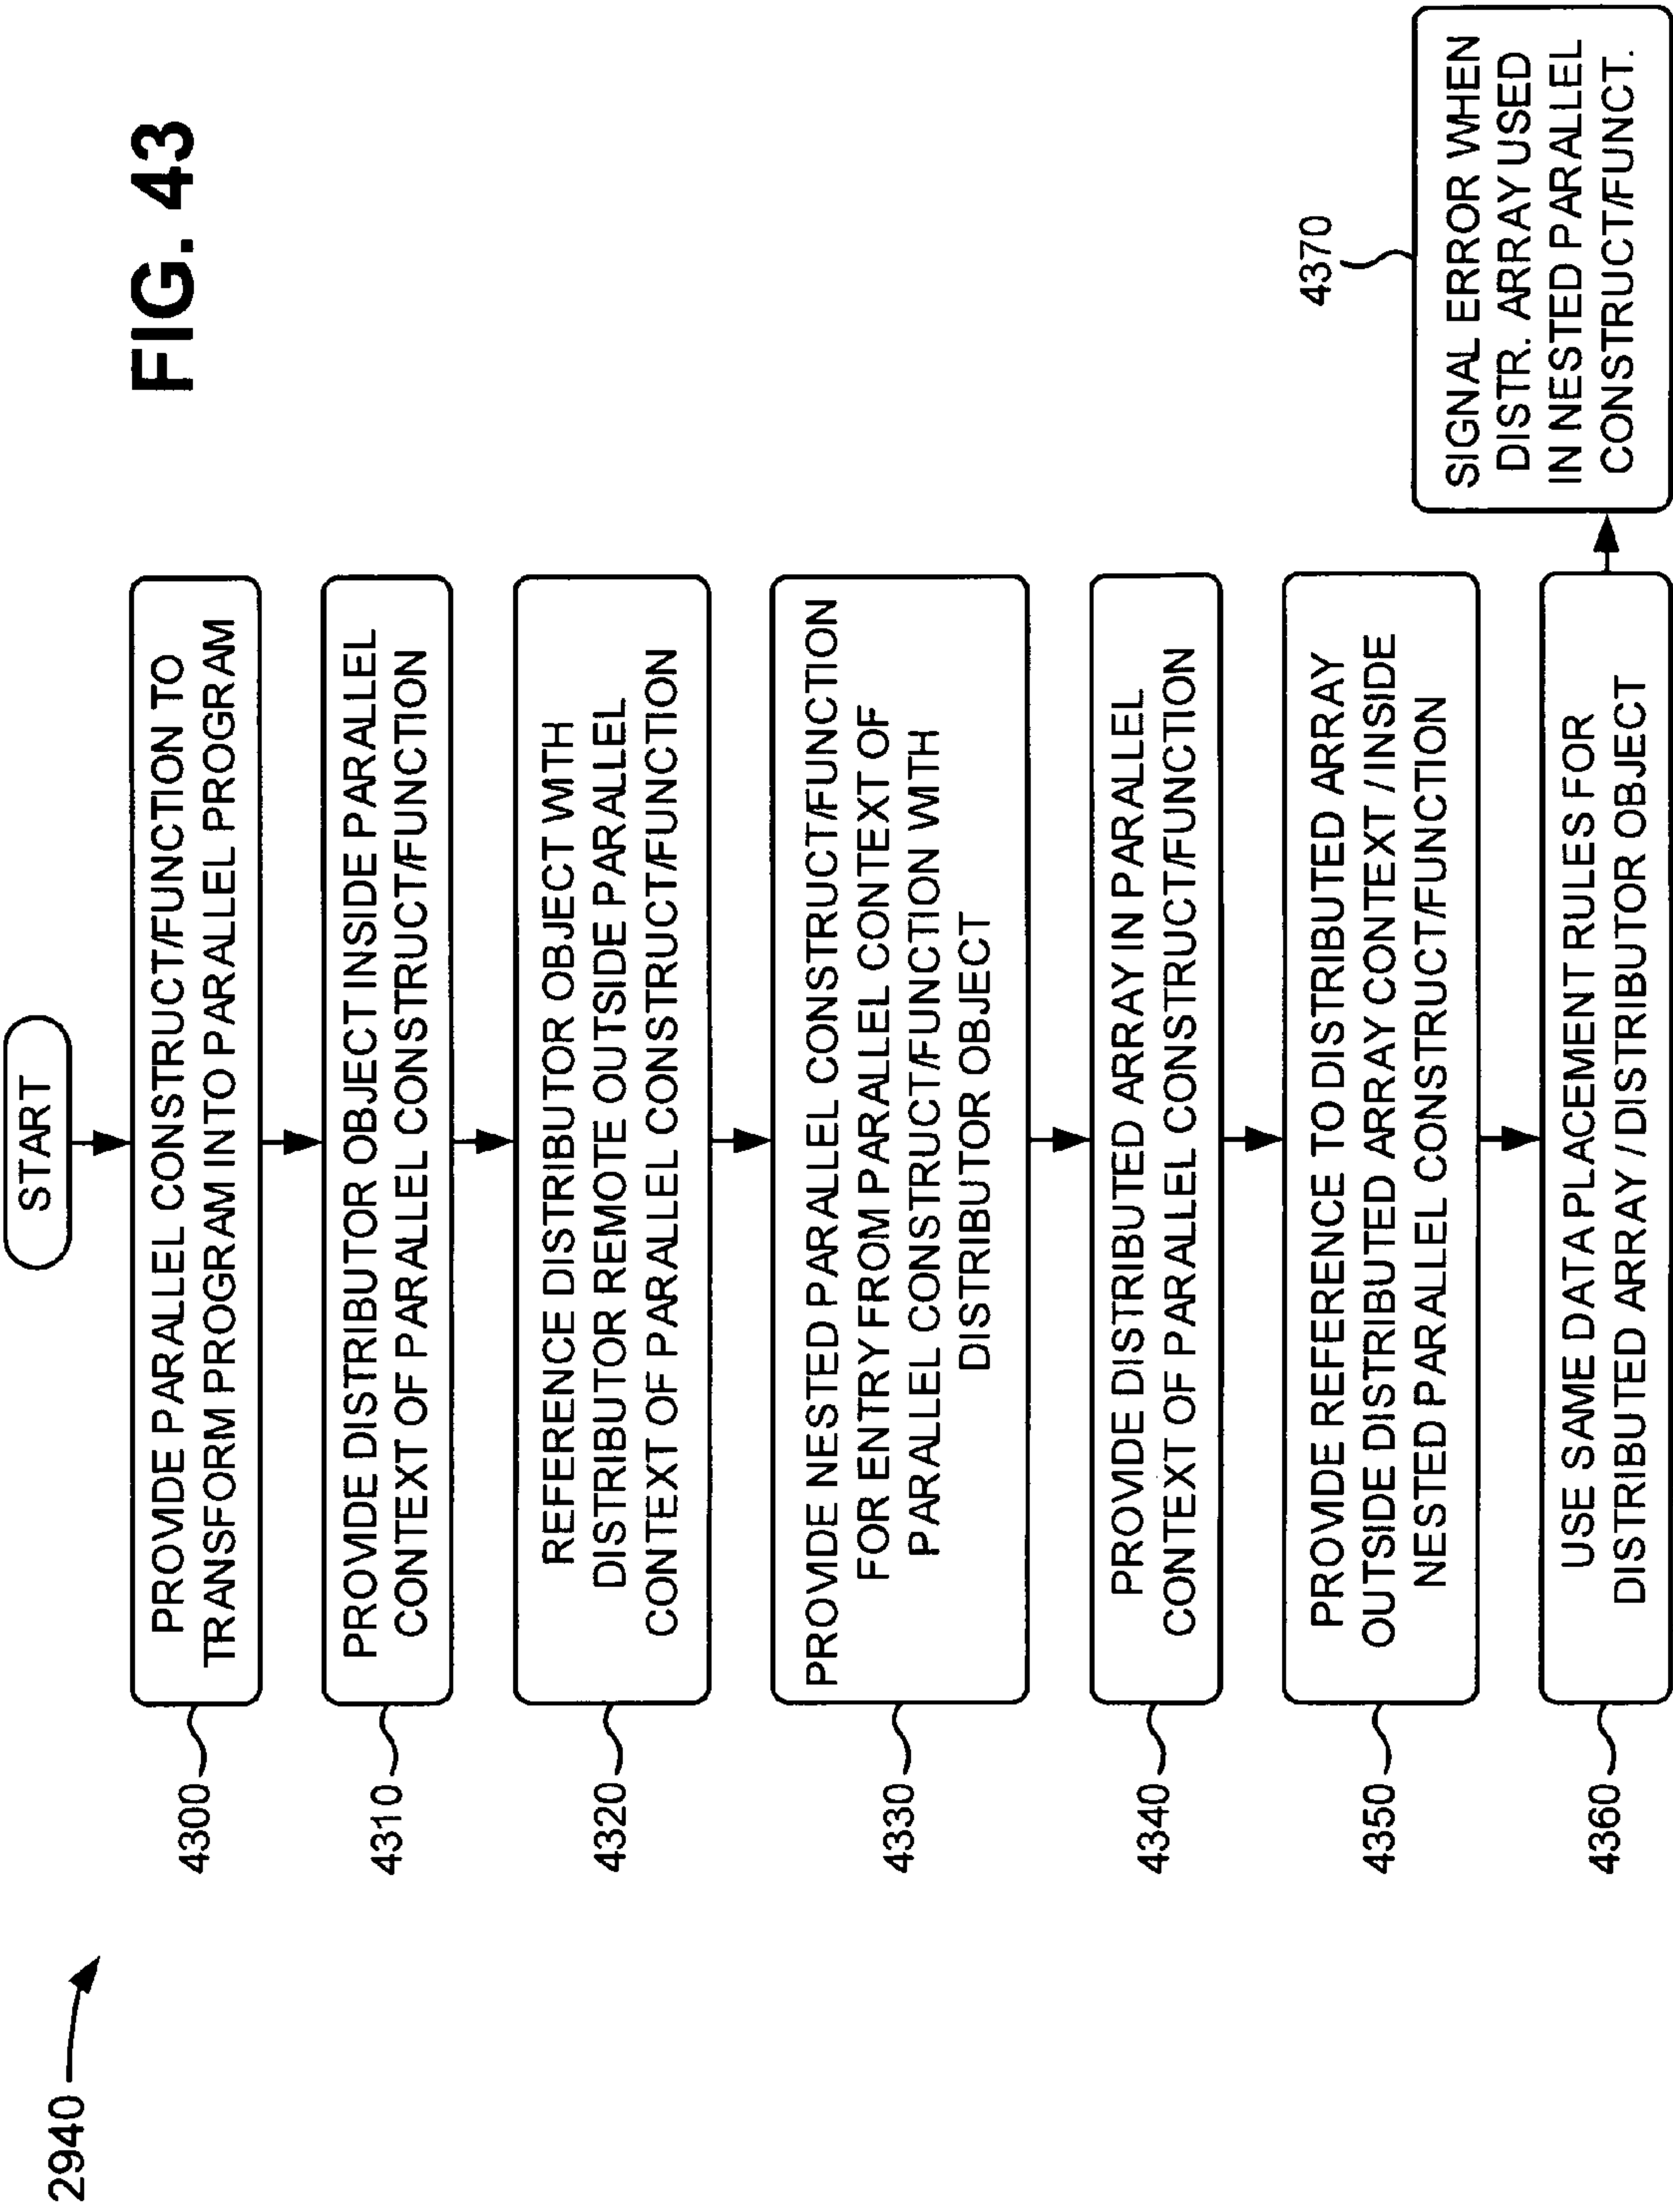 FIG. 43
2940
START
4300
PROVIDE PARALLEL CONSTRUCT/FUNCTION TO
TRANSFORM PROGRAM INTO PARALLEL PROGRAM
4310
PROVIDE DISTRIBUTOR OBJECT INSIDE PARALLEL
CONTEXT OF PARALLEL CONSTRUCT/FUNCTION
4320
REFERENCE DISTRIBUTOR OBJECT WITH
DISTRIBUTOR REMOTE OUTSIDE PARALLEL
CONTEXT OF PARALLEL CONSTRUCT/FUNCTION
4330
PROVIDE NESTED PARALLEL CONSTRUCT/FUNCTION
FOR ENTRY FROM PARALLEL CONTEXT OF
PARALLEL CONSTRUCT/FUNCTION WITH
DISTRIBUTOR OBJECT
4340
PROVIDE DISTRIBUTED ARRAY IN PARALLEL
CONTEXT OF PARALLEL CONSTRUCT/FUNCTION
4350
PROVIDE REFERENCE TO DISTRIBUTED ARRAY
OUTSIDE DISTRIBUTED ARRAY CONTEXT / INSIDE
NESTED PARALLEL CONSTRUCT/FUNCTION
4360
USE SAME DATA PLACEMENT RULES FOR
DISTRIBUTED ARRAY / DISTRIBUTOR OBJECT
4370
SIGNAL ERROR WHEN
DISTR. ARRAY USED
IN NESTED PARALLEL
CONSTRUCT/FUNCT.